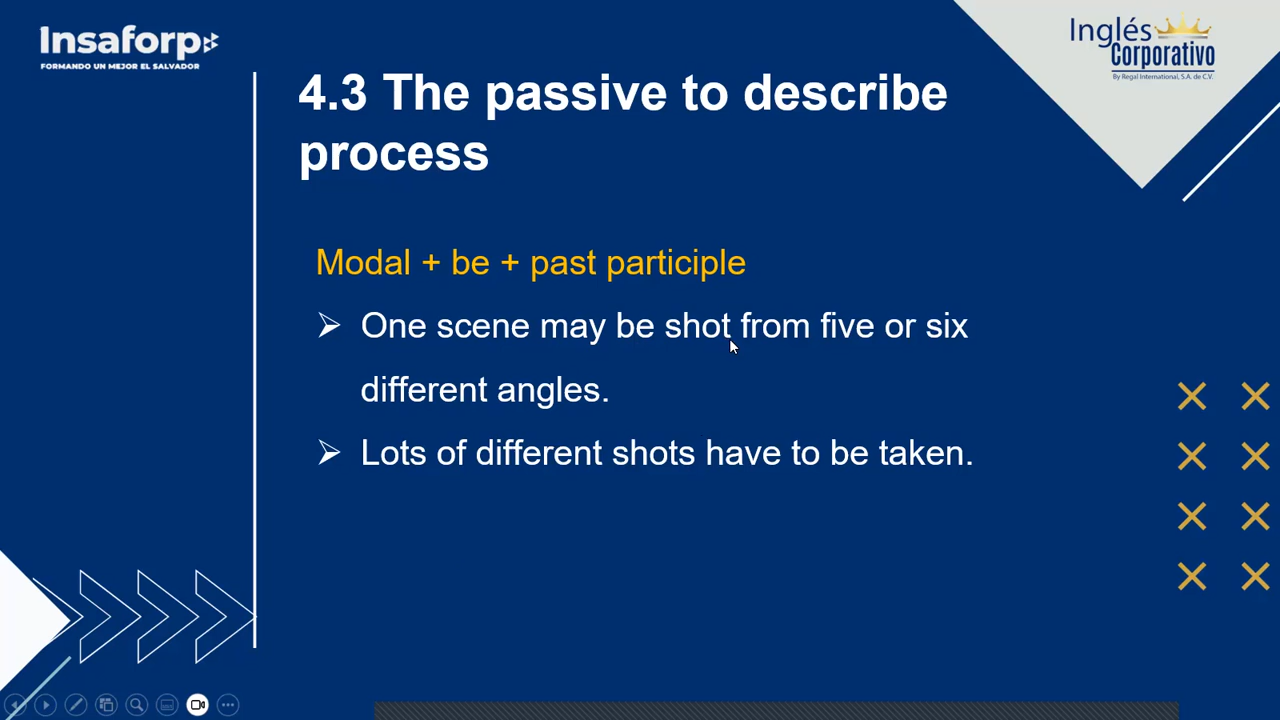 Insaforp
FORMANDO UN MEJOR EL SALVADOR
Inglés
Corporativo
By Regal International, S.A. de C.V.
4.3 The passive to describe
process
Modal + be + past participle
One scene may be shot from five or six
different angles.
Lots of different shots have to be taken.